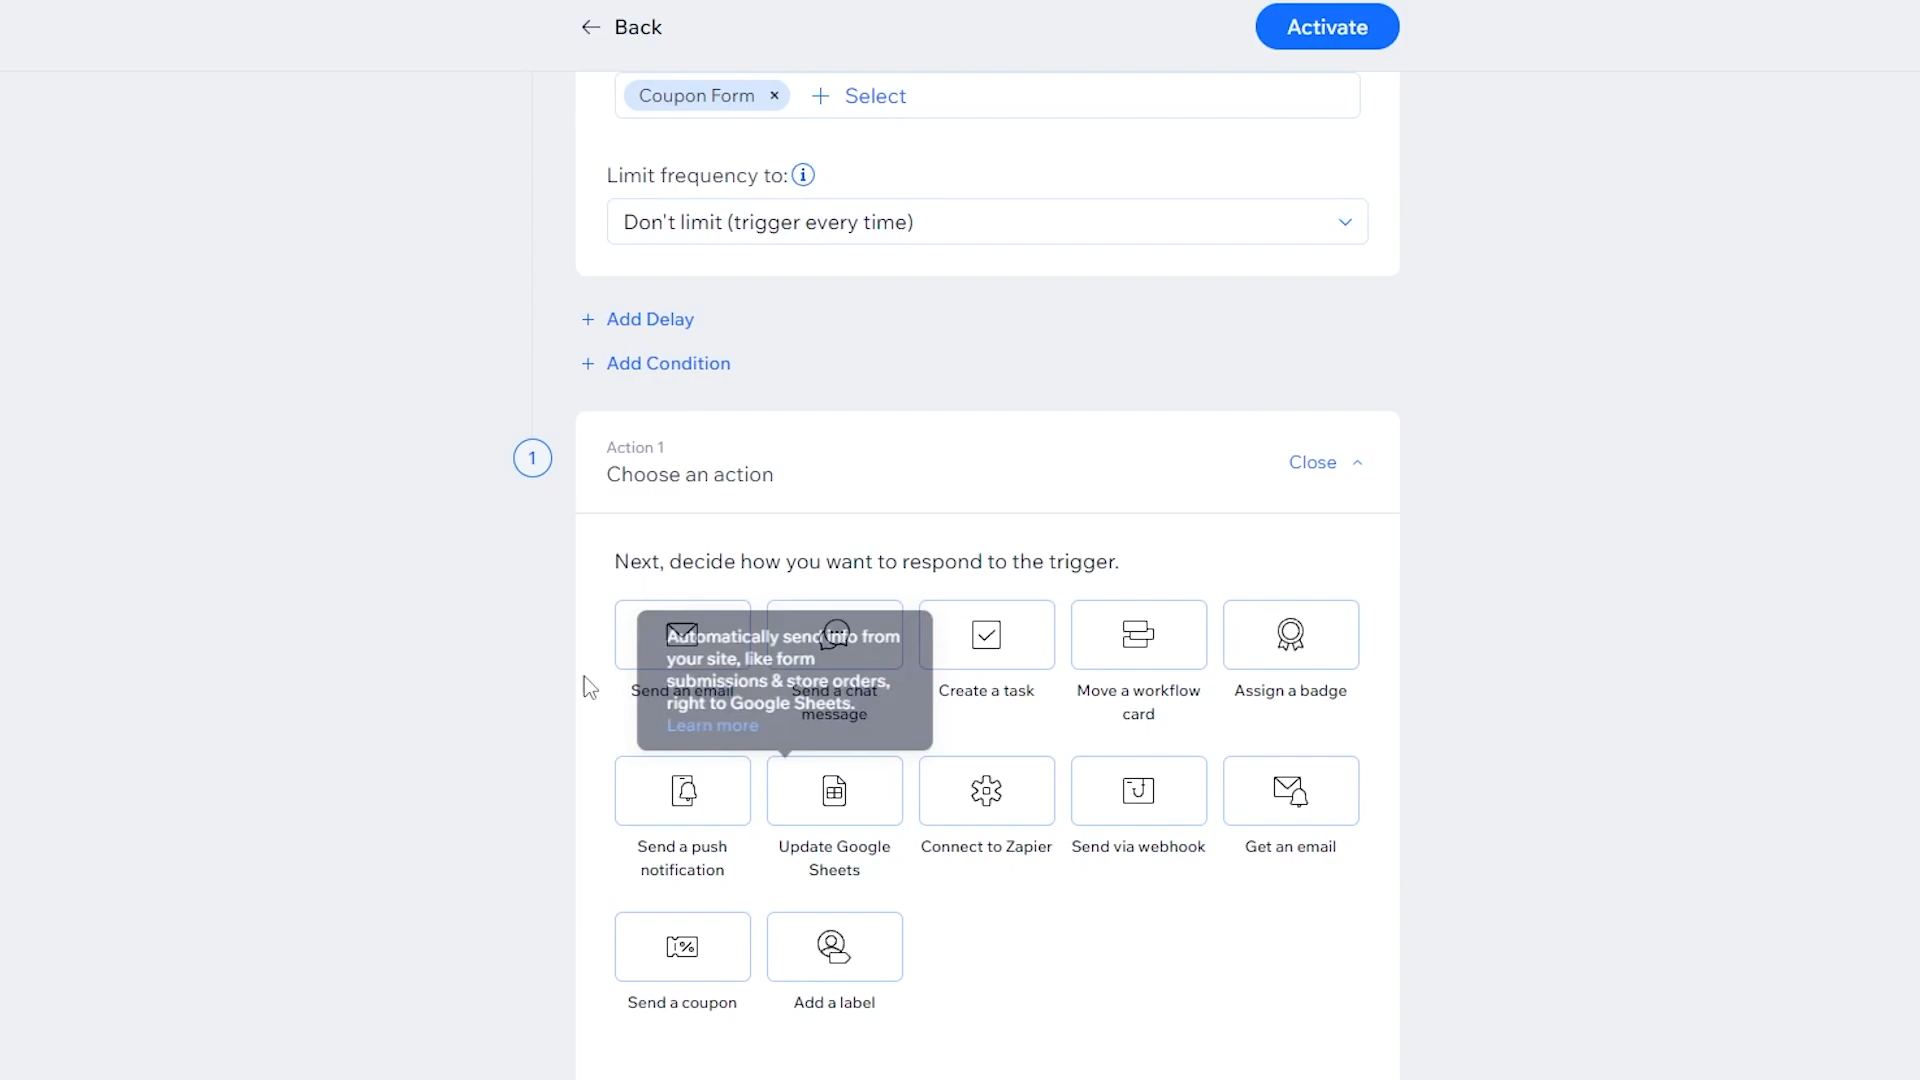 Back
Activate
Coupon Form
Select
Limit frequency to:
Don't limit (trigger every time)
+ Add Delay
+ Add Condition
1
Action 1
Choose an action
Close
Next, decide how you want to respond to the trigger.
Automatically send info from
your site, like form
submissions & store orders,
right to Google Sheets.
Learn more
Send an email
Send a chat
message
Create a task
Move a workflow
card
Assign a badge
Send a push
notification
Update Google
Sheets
Connect to Zapier
Send via webhook
Get an email
Send a coupon
Add a label